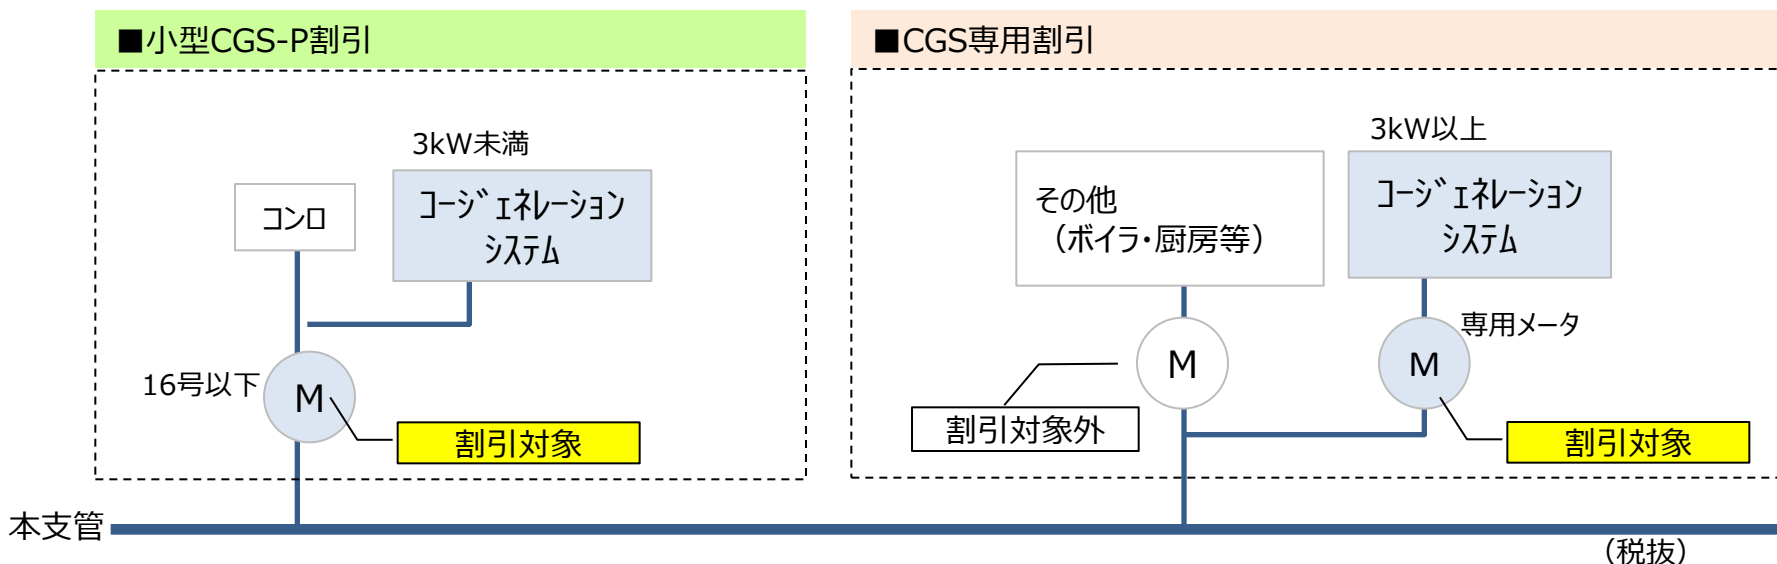 ■小型CGS-P割引
3kW未満
コンロ
ｺｰｼﾞｪﾈﾚｰｼｮﾝ
ｼｽﾃﾑ
16号以下
M
割引対象
■CGS専用割引
3kW以上
その他
（ボイラ・厨房等）
ｺｰｼﾞｪﾈﾚｰｼｮﾝ
ｼｽﾃﾑ
専用メータ
M
M
割引対象外
割引対象
本支管
（税抜）